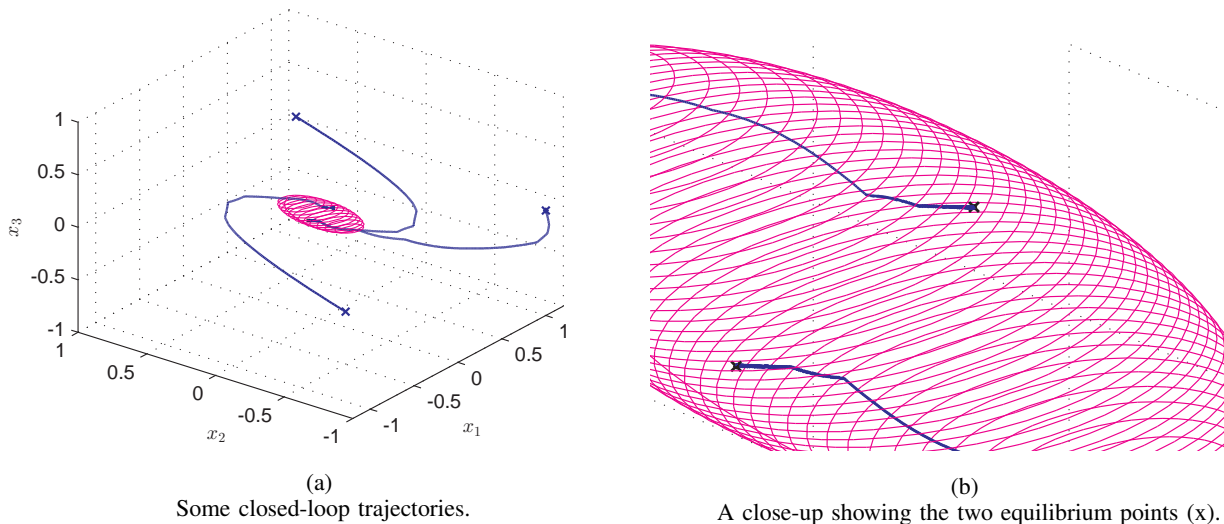 1
0.5
0
-0.5
-1
x₃
1
0.5
0
-0.5
-1
x₂
-1
-0.5
0
0.5
1
x₁
(a)
Some closed-loop trajectories.
(b)
A close-up showing the two equilibrium points (x).